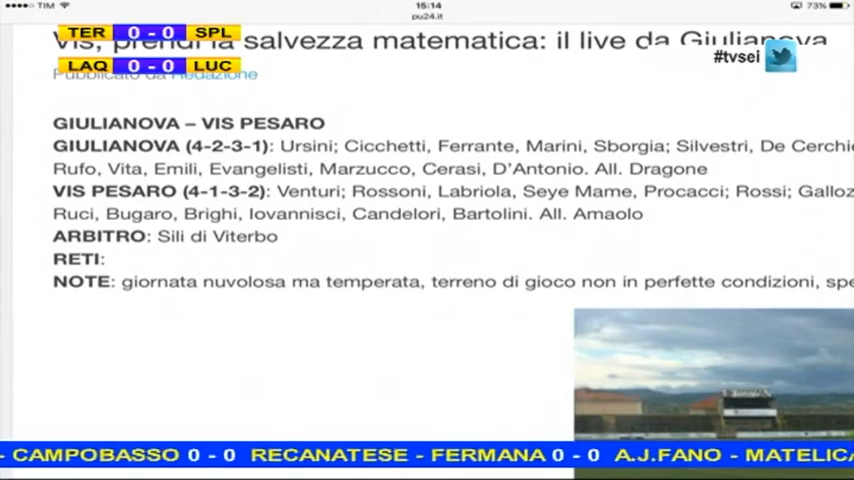 TIM 15:14 73%
pu24.it
Vis, prendi la salvezza matematica: il live da Giulianova
TER 0 - 0 SPL
#tvsei
LAQ 0 - 0 LUC
Pubblicato da Redazione
GIULIANOVA – VIS PESARO
GIULIANOVA (4-2-3-1): Ursini; Cicchetti, Ferrante, Marini, Sborgia; Silvestri, De Cerchi
Rufo, Vita, Emili, Evangelisti, Marzucco, Cerasi, D'Antonio. All. Dragone
VIS PESARO (4-1-3-2): Venturi; Rossoni, Labriola, Seye Mame, Procacci; Rossi; Galloz
Ruci, Bugaro, Brighi, Iovannisci, Candelori, Bartolini. All. Amaolo
ARBITRO: Sili di Viterbo
RETI:
NOTE: giornata nuvolosa ma temperata, terreno di gioco non in perfette condizioni, spe
- CAMPOBASSO 0 - 0 RECANATESE - FERMANA 0 - 0 A.J.FANO - MATELICA